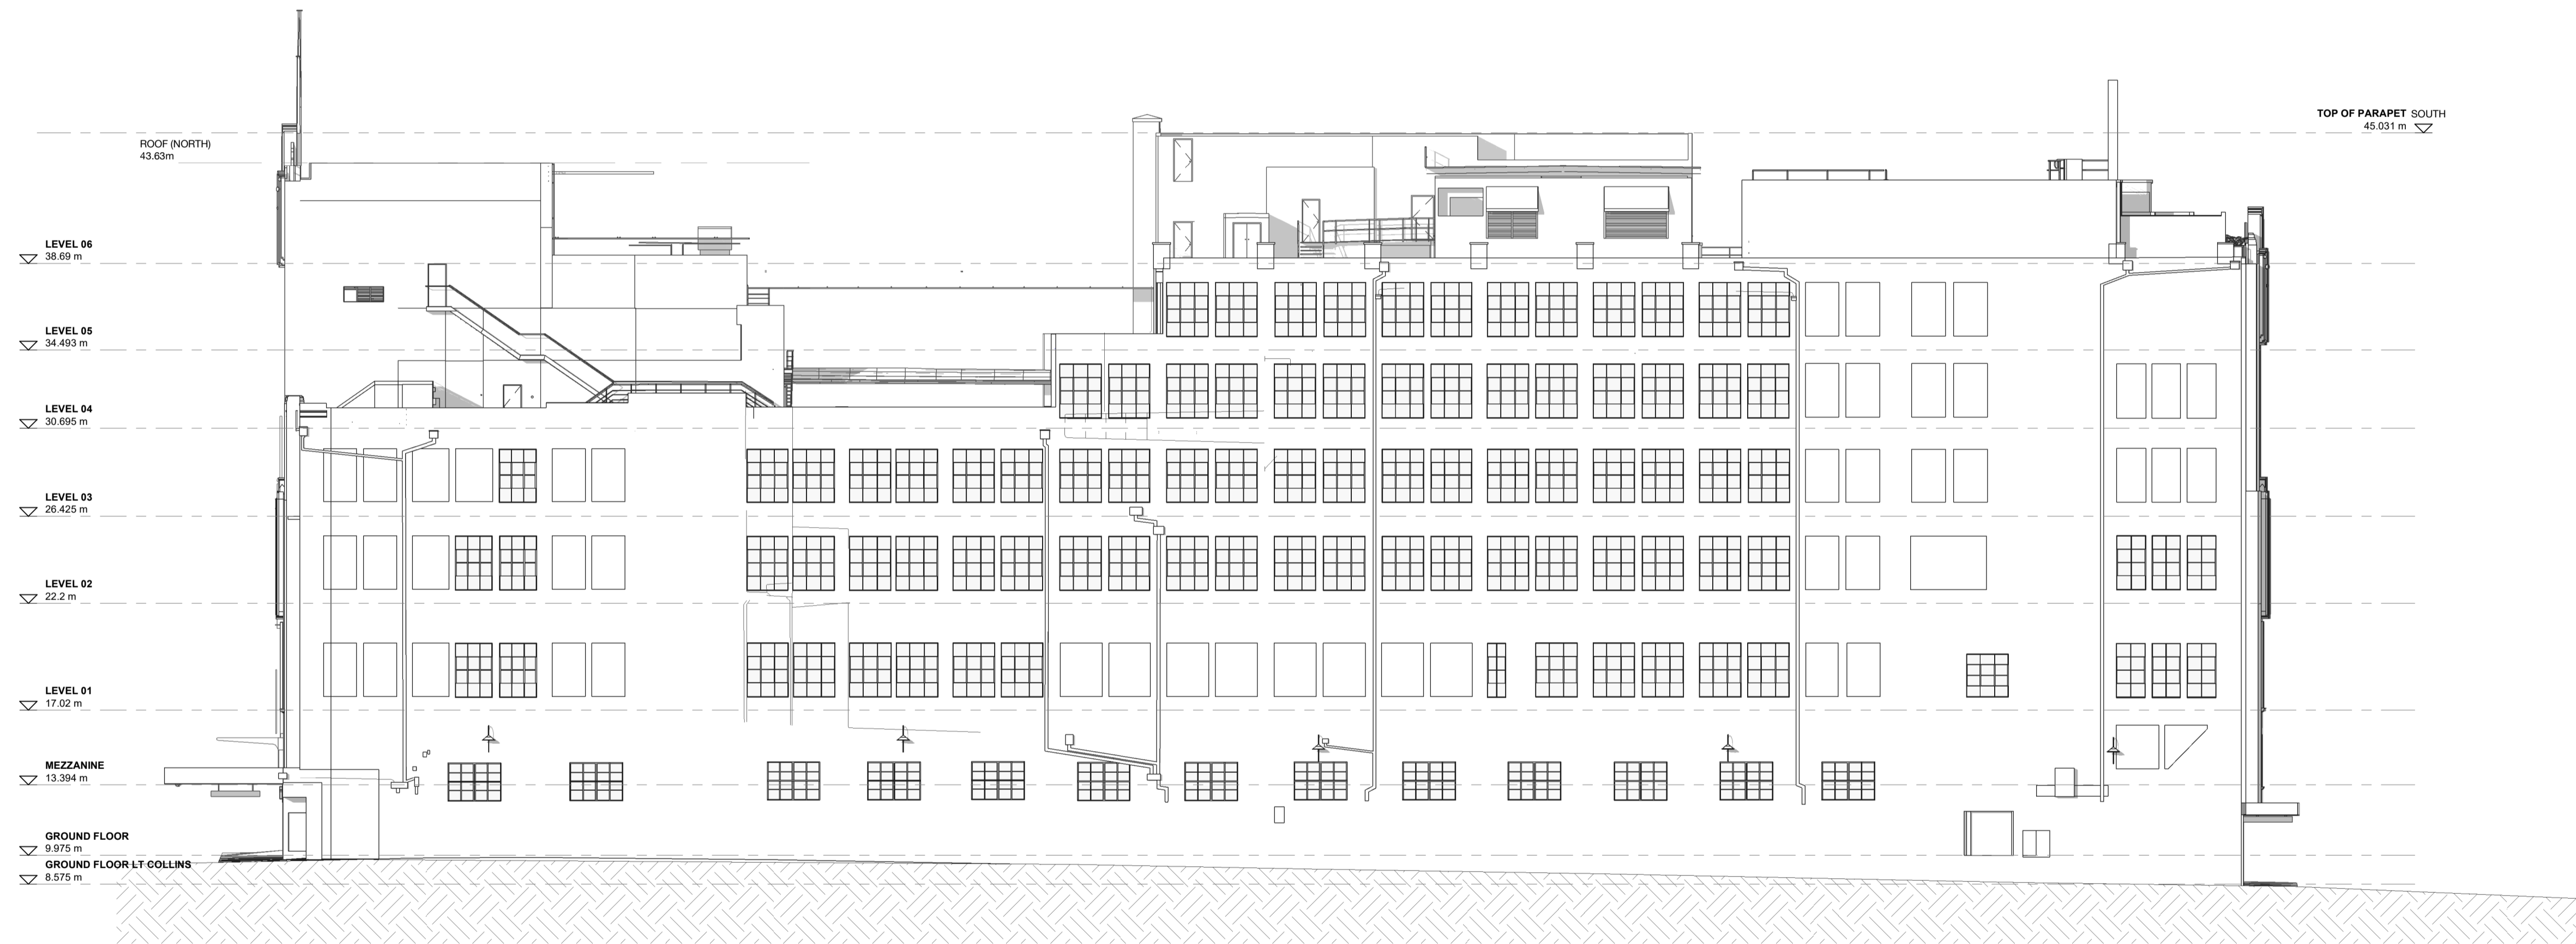 TOP OF PARAPET SOUTH
45.031 m
ROOF (NORTH)
43.63m
LEVEL 06
38.69 m
LEVEL 05
34.493 m
LEVEL 04
30.695 m
LEVEL 03
26.425 m
LEVEL 02
22.2 m
LEVEL 01
17.02 m
MEZZANINE
13.394 m
GROUND FLOOR
9.975 m
GROUND FLOOR LT COLLINS
8.575 m